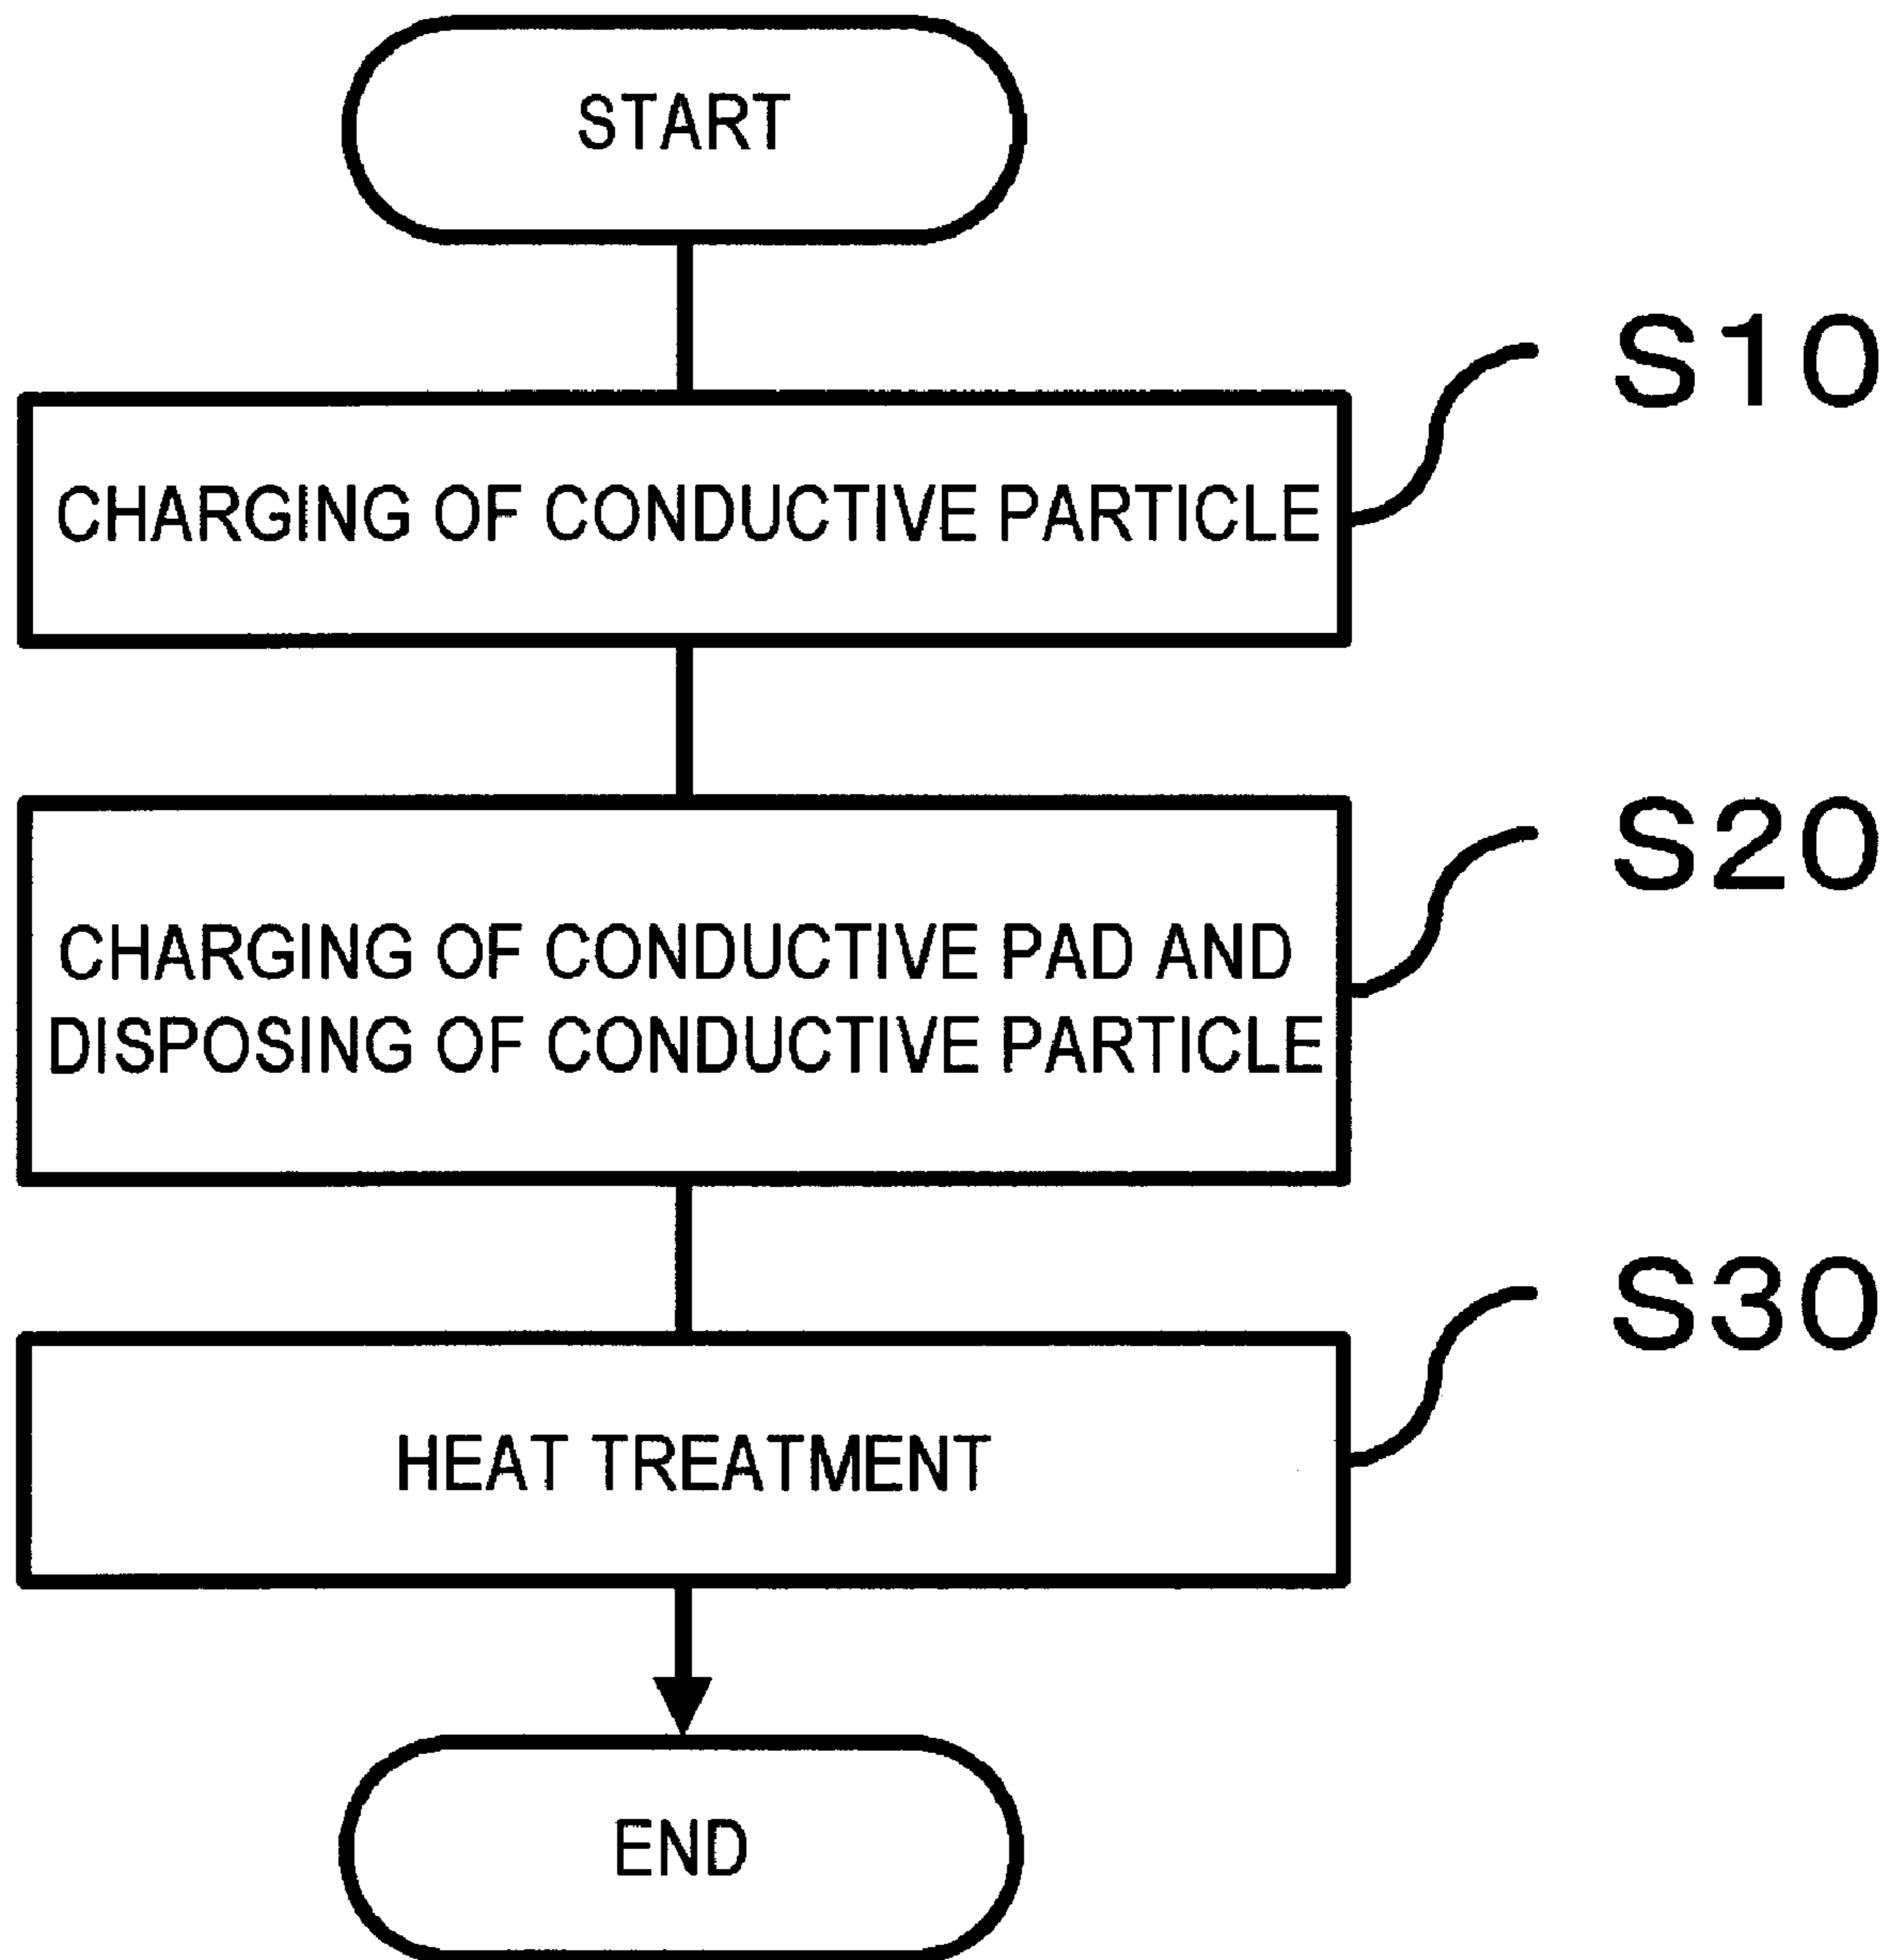 START
S10
CHARGING OF CONDUCTIVE PARTICLE
S20
CHARGING OF CONDUCTIVE PAD AND
DISPOSING OF CONDUCTIVE PARTICLE
S30
HEAT TREATMENT
END